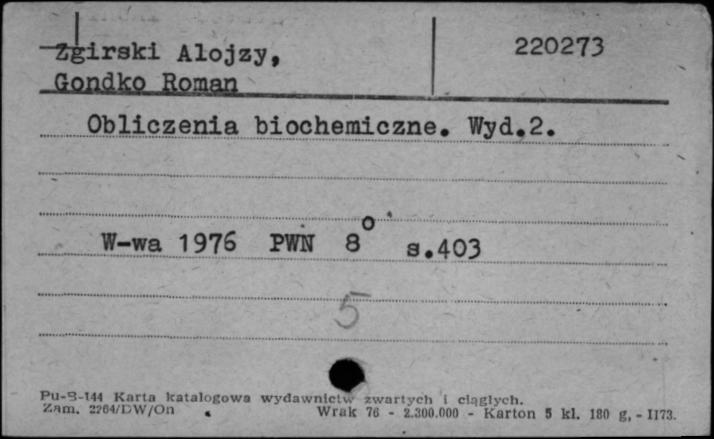 Zgirski Alojzy,
220273
Gondko Roman
Obliczenia biochemiczne. Wyd.2.
W-wa 1976 PWN 8° s.403
5
Pu-B-144 Karta katalogowa wydawnictw zwartych i ciągłych.
Zam. 2264/DW/On Wrak 76 - 2.300.000 - Karton 5 kl. 180 g. - II73.